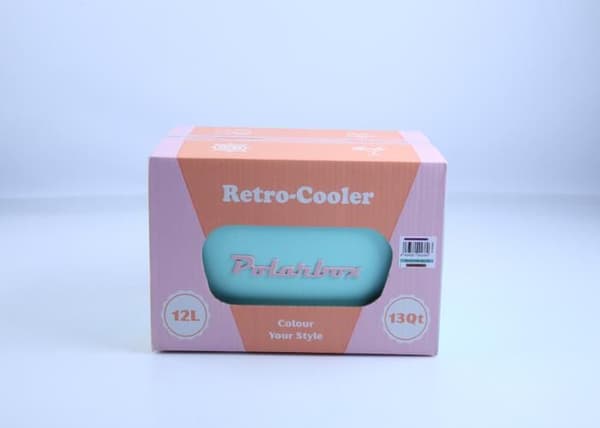 Retro-Cooler
Polarbox
12L
13Qt
Colour
Your Style